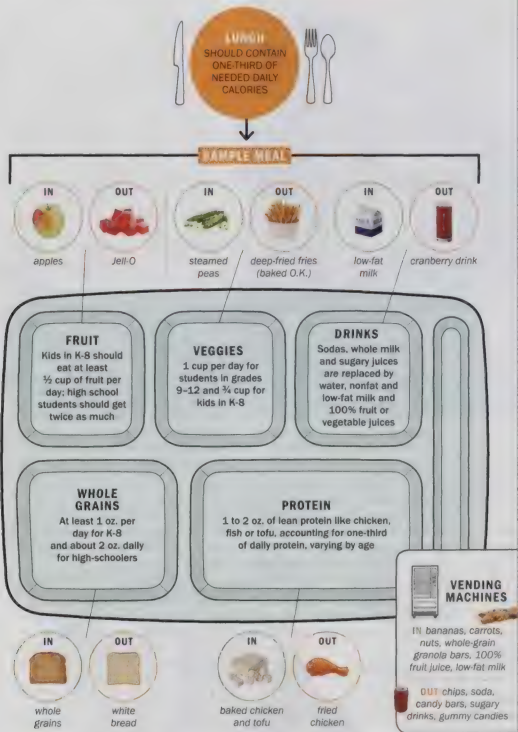 LUNCH
SHOULD CONTAIN
ONE-THIRD OF
NEEDED DAILY
CALORIES
SAMPLE MEAL
IN
OUT
IN
OUT
IN
OUT
apples
Jell-O
steamed
peas
deep-fried fries
(baked O.K.)
low-fat
milk
cranberry drink
FRUIT
Kids in K-8 should
eat at least
½ cup of fruit per
day; high school
students should get
twice as much
VEGGIES
1 cup per day for
students in grades
9–12 and ¾ cup for
kids in K-8
DRINKS
Sodas, whole milk
and sugary juices
are replaced by
water, nonfat and
low-fat milk and
100% fruit or
vegetable juices
WHOLE
GRAINS
At least 1 oz. per
day for K-8
and about 2 oz. daily
for high-schoolers
PROTEIN
1 to 2 oz. of lean protein like chicken,
fish or tofu, accounting for one-third
of daily protein, varying by age
IN
OUT
IN
OUT
whole
grains
white
bread
baked chicken
and tofu
fried
chicken
VENDING
MACHINES
IN bananas, carrots,
nuts, whole-grain
granola bars, 100%
fruit juice, low-fat milk
OUT chips, soda,
candy bars, sugary
drinks, gummy candies